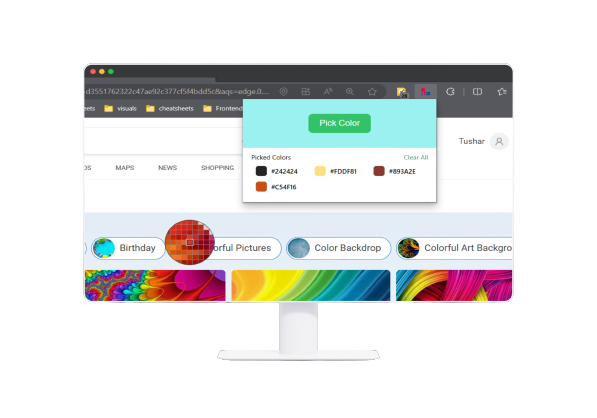 d3551762322c47ae92c377cf5f4bdd5c&aqs=edge.0....
eets visuals cheatsheets Frontend
Pick Color
Tushar
Picked Colors Clear All
#242424 #FDDF81 #893A2E
#C54F16
OS MAPS NEWS SHOPPING
Birthday orful Pictures Color Backdrop Colorful Art Backgro